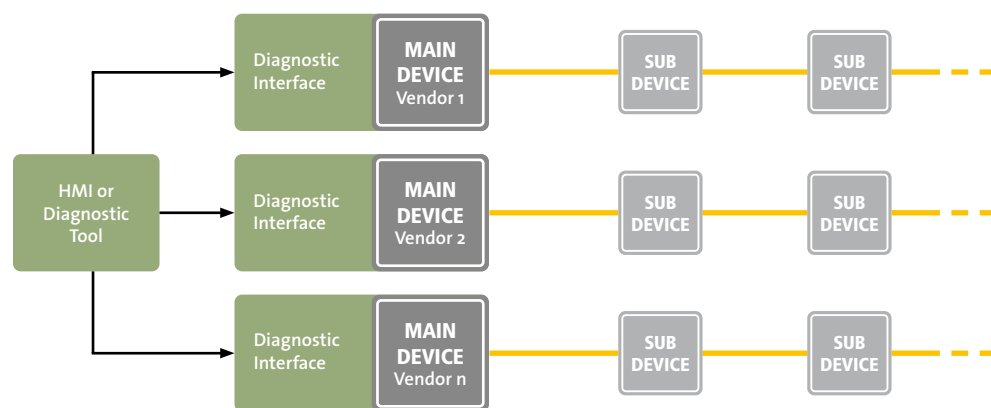 Diagnostic
Interface
MAIN
DEVICE
Vendor 1
SUB
DEVICE
SUB
DEVICE
HMI or
Diagnostic
Tool
Diagnostic
Interface
MAIN
DEVICE
Vendor 2
SUB
DEVICE
SUB
DEVICE
Diagnostic
Interface
MAIN
DEVICE
Vendor n
SUB
DEVICE
SUB
DEVICE